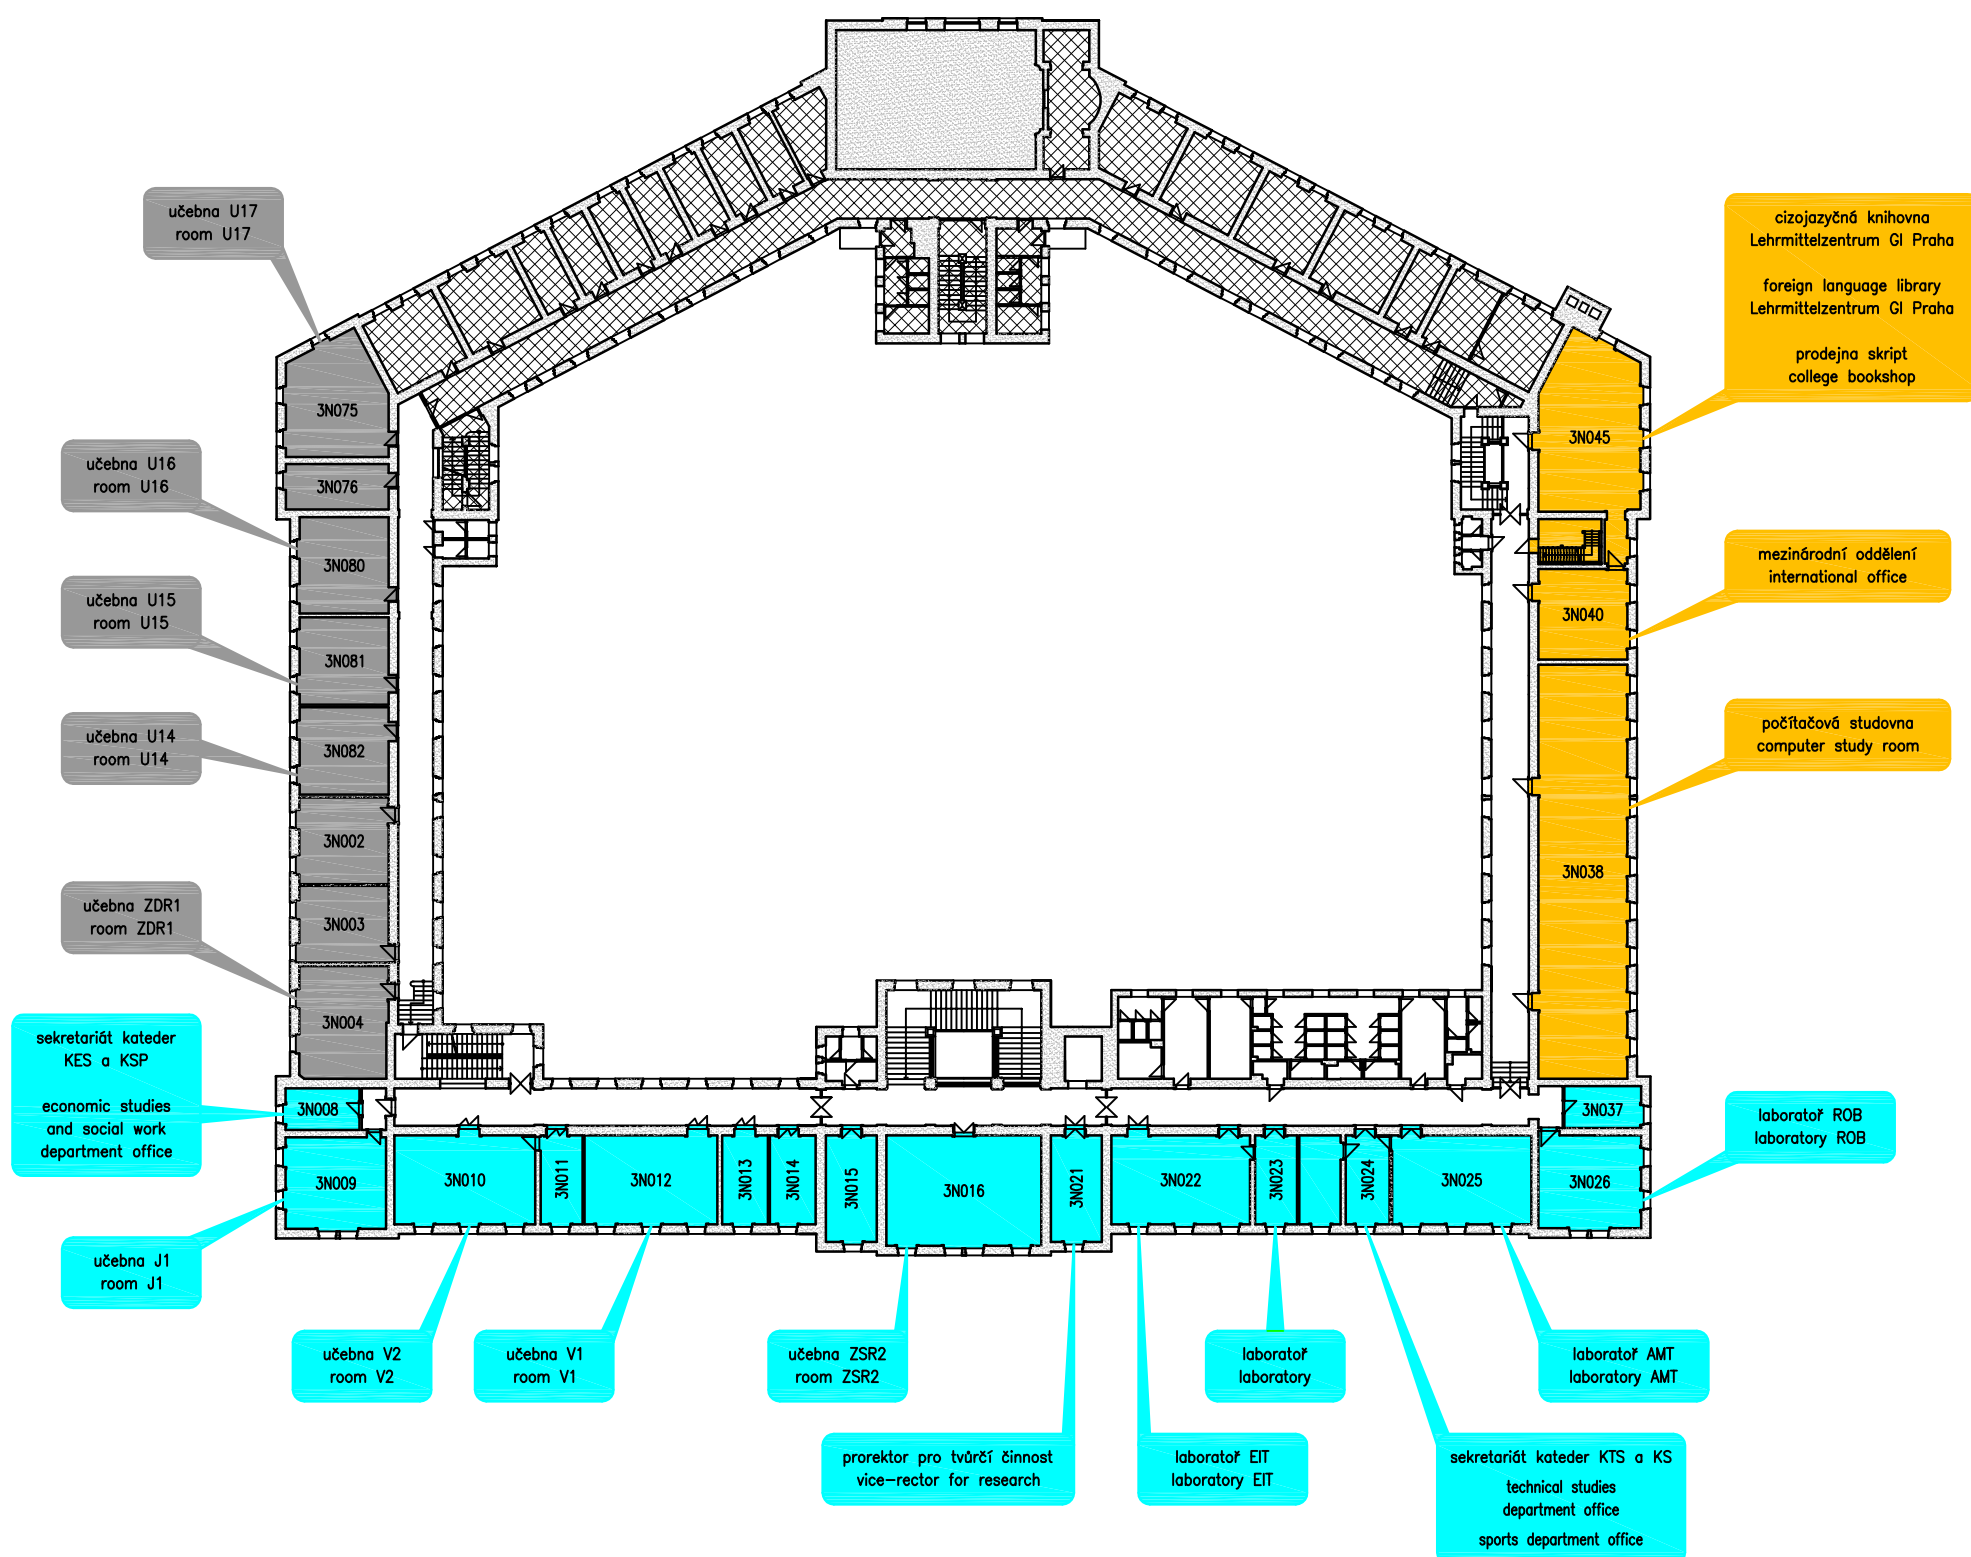 učebna U17
room U17
cizojazyčná knihovna
Lehrmittelzentrum GI Praha
foreign language library
Lehrmittelzentrum GI Praha
prodejna skript
college bookshop
3N075
3N045
učebna U16
room U16
3N076
3N080
mezinárodní oddělení
international office
3N040
učebna U15
room U15
3N081
učebna U14
room U14
3N082
počítačová studovna
computer study room
3N002
3N038
učebna ZDR1
room ZDR1
3N003
3N004
sekretariát kateder
KES a KSP
economic studies
and social work
department office
3N008
3N037
laboratoř ROB
laboratory ROB
3N009
3N010
3N011
3N012
3N013
3N014
3N015
3N016
3N021
3N022
3N023
3N024
3N025
3N026
učebna J1
room J1
učebna V2
room V2
učebna V1
room V1
učebna ZSR2
room ZSR2
laboratoř
laboratory
laboratoř AMT
laboratory AMT
prorektor pro tvůrčí činnost
vice-rector for research
laboratoř EIT
laboratory EIT
sekretariát kateder KTS a KS
technical studies
department office
sports department office